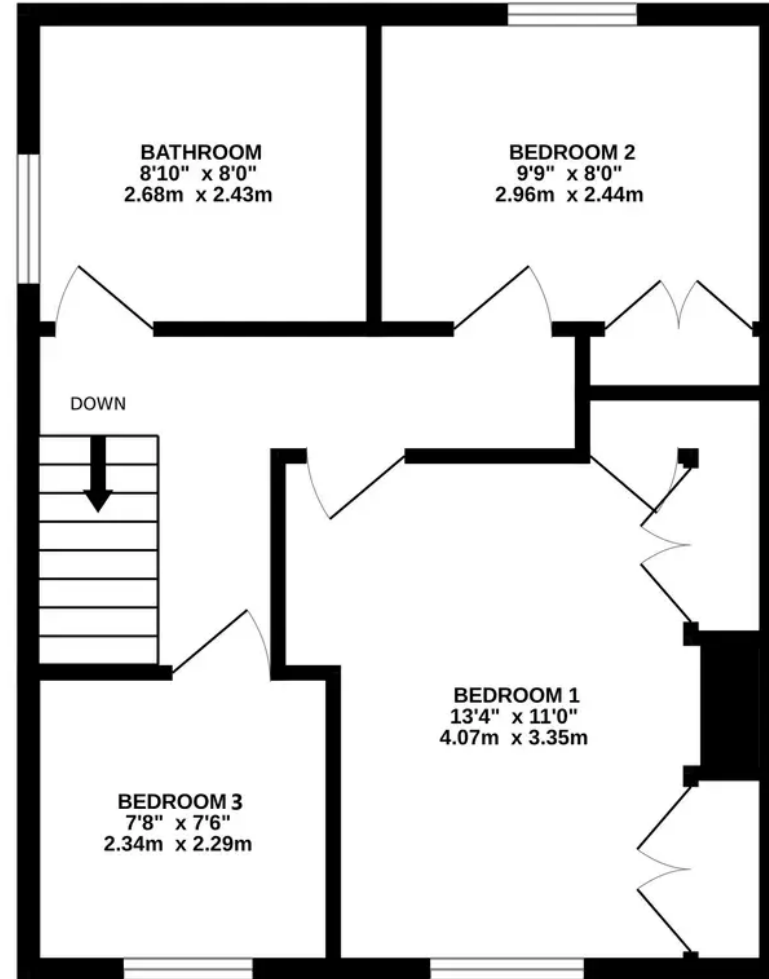 BATHROOM
8'10" x 8'0"
2.68m x 2.43m
BEDROOM 2
9'9" x 8'0"
2.96m x 2.44m
DOWN
BEDROOM 1
13'4" x 11'0"
4.07m x 3.35m
BEDROOM 3
7'8" x 7'6"
2.34m x 2.29m